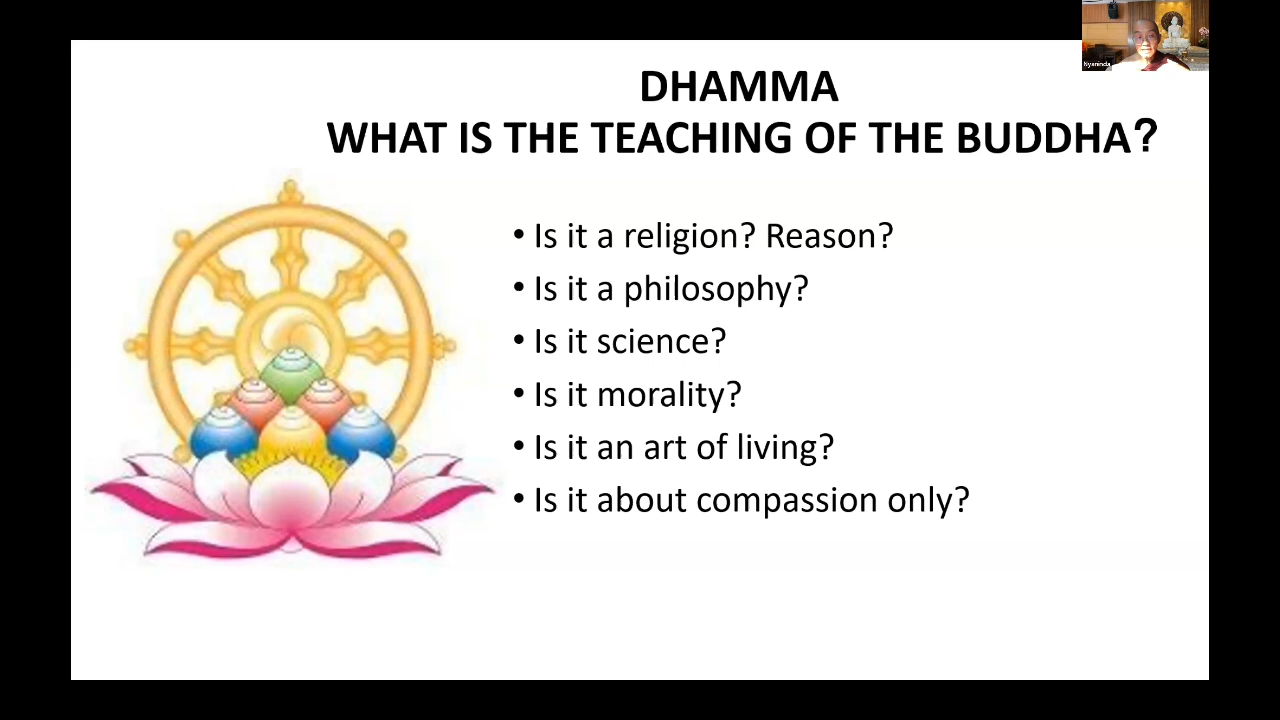 Nyaninda
DHAMMA
WHAT IS THE TEACHING OF THE BUDDHA?
• Is it a religion? Reason?
• Is it a philosophy?
• Is it science?
• Is it morality?
• Is it an art of living?
• Is it about compassion only?